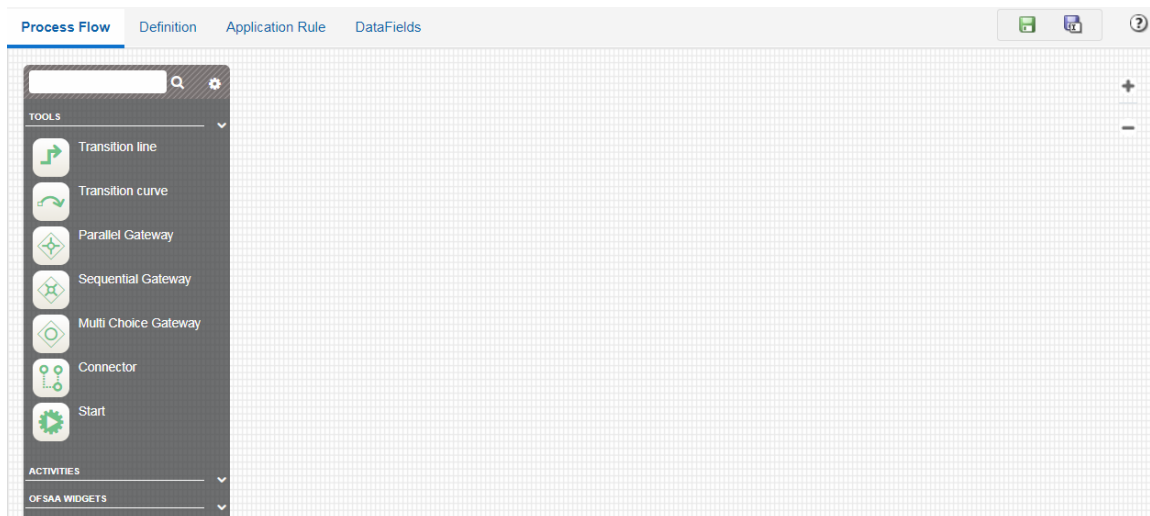 Process Flow Definition Application Rule DataFields
TOOLS
Transition line
Transition curve
Parallel Gateway
Sequential Gateway
Multi Choice Gateway
Connector
Start
ACTIVITIES
OFSAA WIDGETS